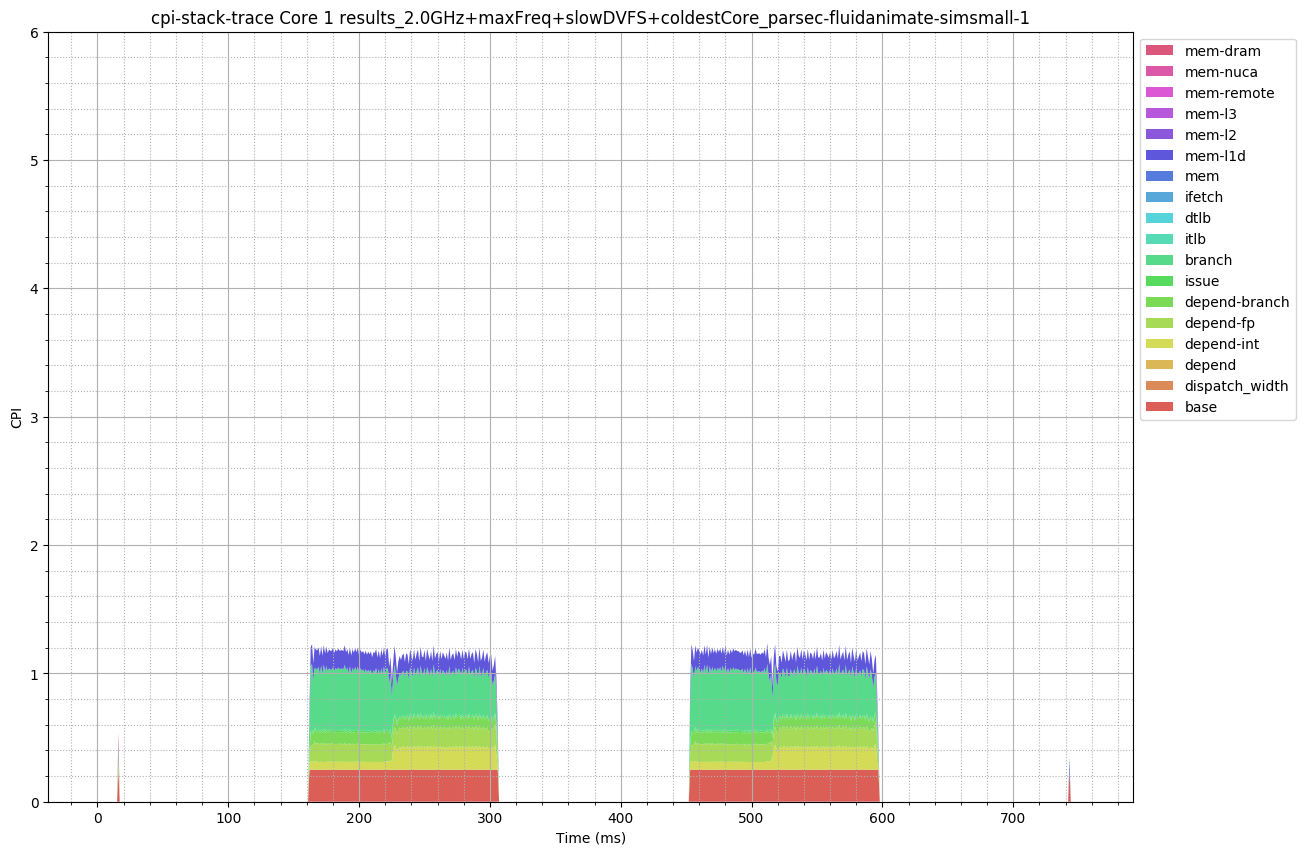 cpi-stack-trace Core 1 results_2.0GHz+maxFreq+slowDVFS+coldestCore_parsec-fluidanimate-simsmall-1
6
5
4
3
2
1
0
CPI
0 100 200 300 400 500 600 700
Time (ms)
mem-dram
mem-nuca
mem-remote
mem-l3
mem-l2
mem-l1d
mem
ifetch
dtlb
itlb
branch
issue
depend-branch
depend-fp
depend-int
depend
dispatch_width
base